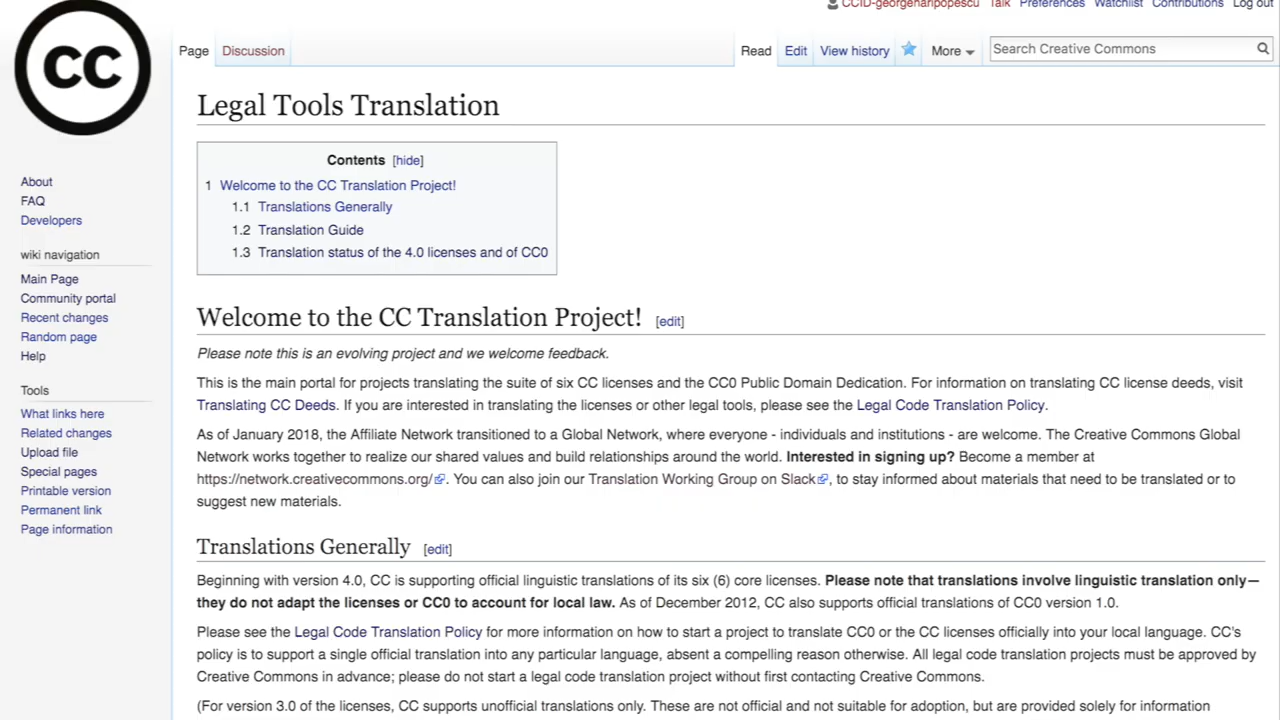 CCID-georgeharipopescu Talk Preferences Watchlist Contributions Log out
CC
Page Discussion Read Edit View history More Search Creative Commons
Legal Tools Translation
Contents [hide]
1 Welcome to the CC Translation Project!
1.1 Translations Generally
1.2 Translation Guide
1.3 Translation status of the 4.0 licenses and of CC0
About
FAQ
Developers
wiki navigation
Main Page
Community portal
Recent changes
Random page
Help
Tools
What links here
Related changes
Upload file
Special pages
Printable version
Permanent link
Page information
Welcome to the CC Translation Project! [edit]
Please note this is an evolving project and we welcome feedback.
This is the main portal for projects translating the suite of six CC licenses and the CC0 Public Domain Dedication. For information on translating CC license deeds, visit
Translating CC Deeds. If you are interested in translating the licenses or other legal tools, please see the Legal Code Translation Policy.
As of January 2018, the Affiliate Network transitioned to a Global Network, where everyone - individuals and institutions - are welcome. The Creative Commons Global
Network works together to realize our shared values and build relationships around the world. Interested in signing up? Become a member at
https://network.creativecommons.org/. You can also join our Translation Working Group on Slack, to stay informed about materials that need to be translated or to
suggest new materials.
Translations Generally [edit]
Beginning with version 4.0, CC is supporting official linguistic translations of its six (6) core licenses. Please note that translations involve linguistic translation only—
they do not adapt the licenses or CC0 to account for local law. As of December 2012, CC also supports official translations of CC0 version 1.0.
Please see the Legal Code Translation Policy for more information on how to start a project to translate CC0 or the CC licenses officially into your local language. CC's
policy is to support a single official translation into any particular language, absent a compelling reason otherwise. All legal code translation projects must be approved by
Creative Commons in advance; please do not start a legal code translation project without first contacting Creative Commons.
(For version 3.0 of the licenses, CC supports unofficial translations only. These are not official and not suitable for adoption, but are provided solely for information